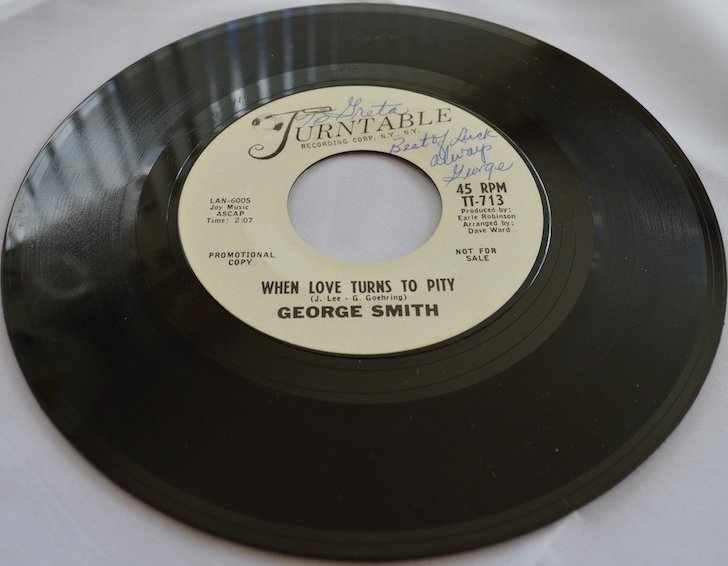 To Greta
TURNTABLE
RECORDING CORP. N.Y., N.Y.
Best of Luck
always
George
45 RPM
TT-713
Produced by:
Earle Robinson
Arranged by:
Dave Ward
LAN-6005
Joy Music
ASCAP
Time: 2:07
PROMOTIONAL
COPY
NOT FOR
SALE
WHEN LOVE TURNS TO PITY
(J. Lee - G. Goehring)
GEORGE SMITH